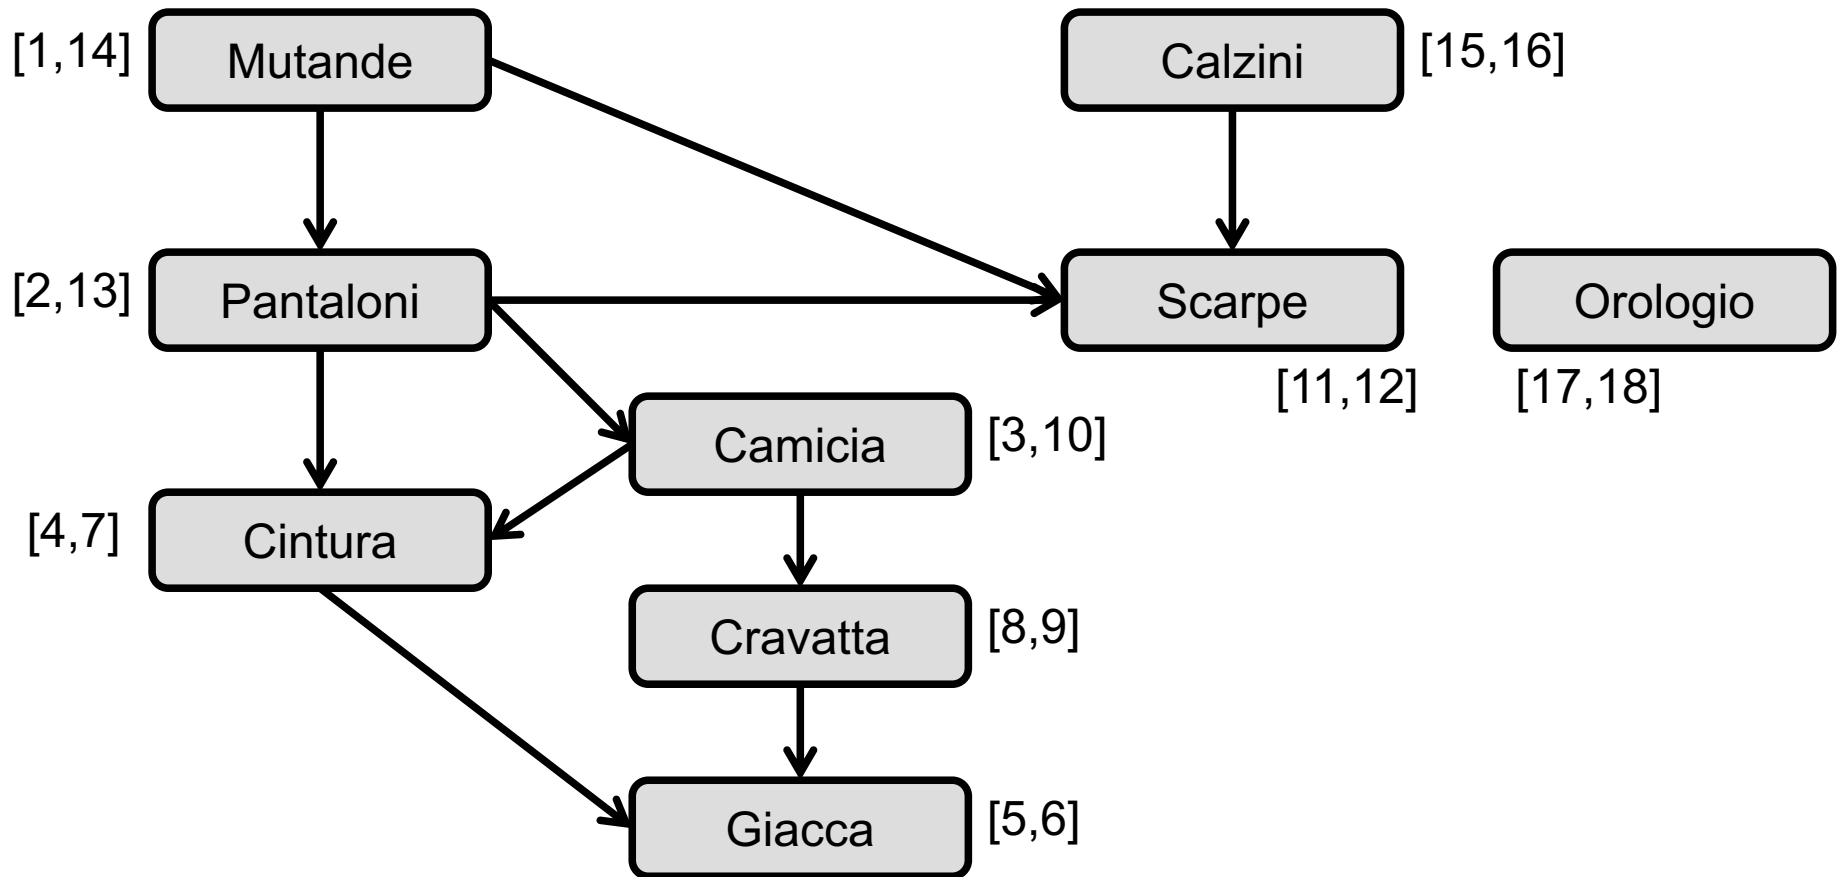 [1,14] Mutande
Calzini [15,16]
[2,13] Pantaloni
Scarpe
Orologio
[11,12]
[17,18]
Camicia [3,10]
[4,7] Cintura
Cravatta [8,9]
Giacca [5,6]